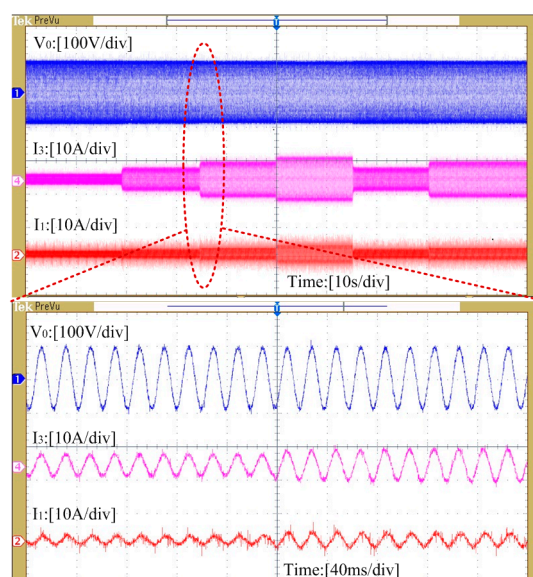 Tek PreVu
T
V0:[100V/div]
1
I3:[10A/div]
4
I1:[10A/div]
2
Time:[10s/div]
Tek PreVu
T
V0:[100V/div]
1
I3:[10A/div]
4
I1:[10A/div]
2
Time:[40ms/div]